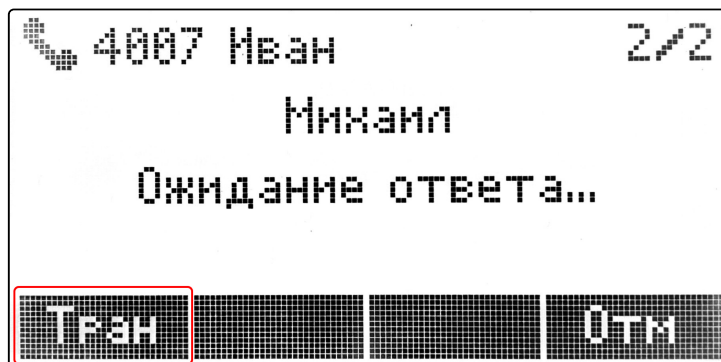 4007 Иван 2/2
Михаил
Ожидание ответа...
Тран Отм